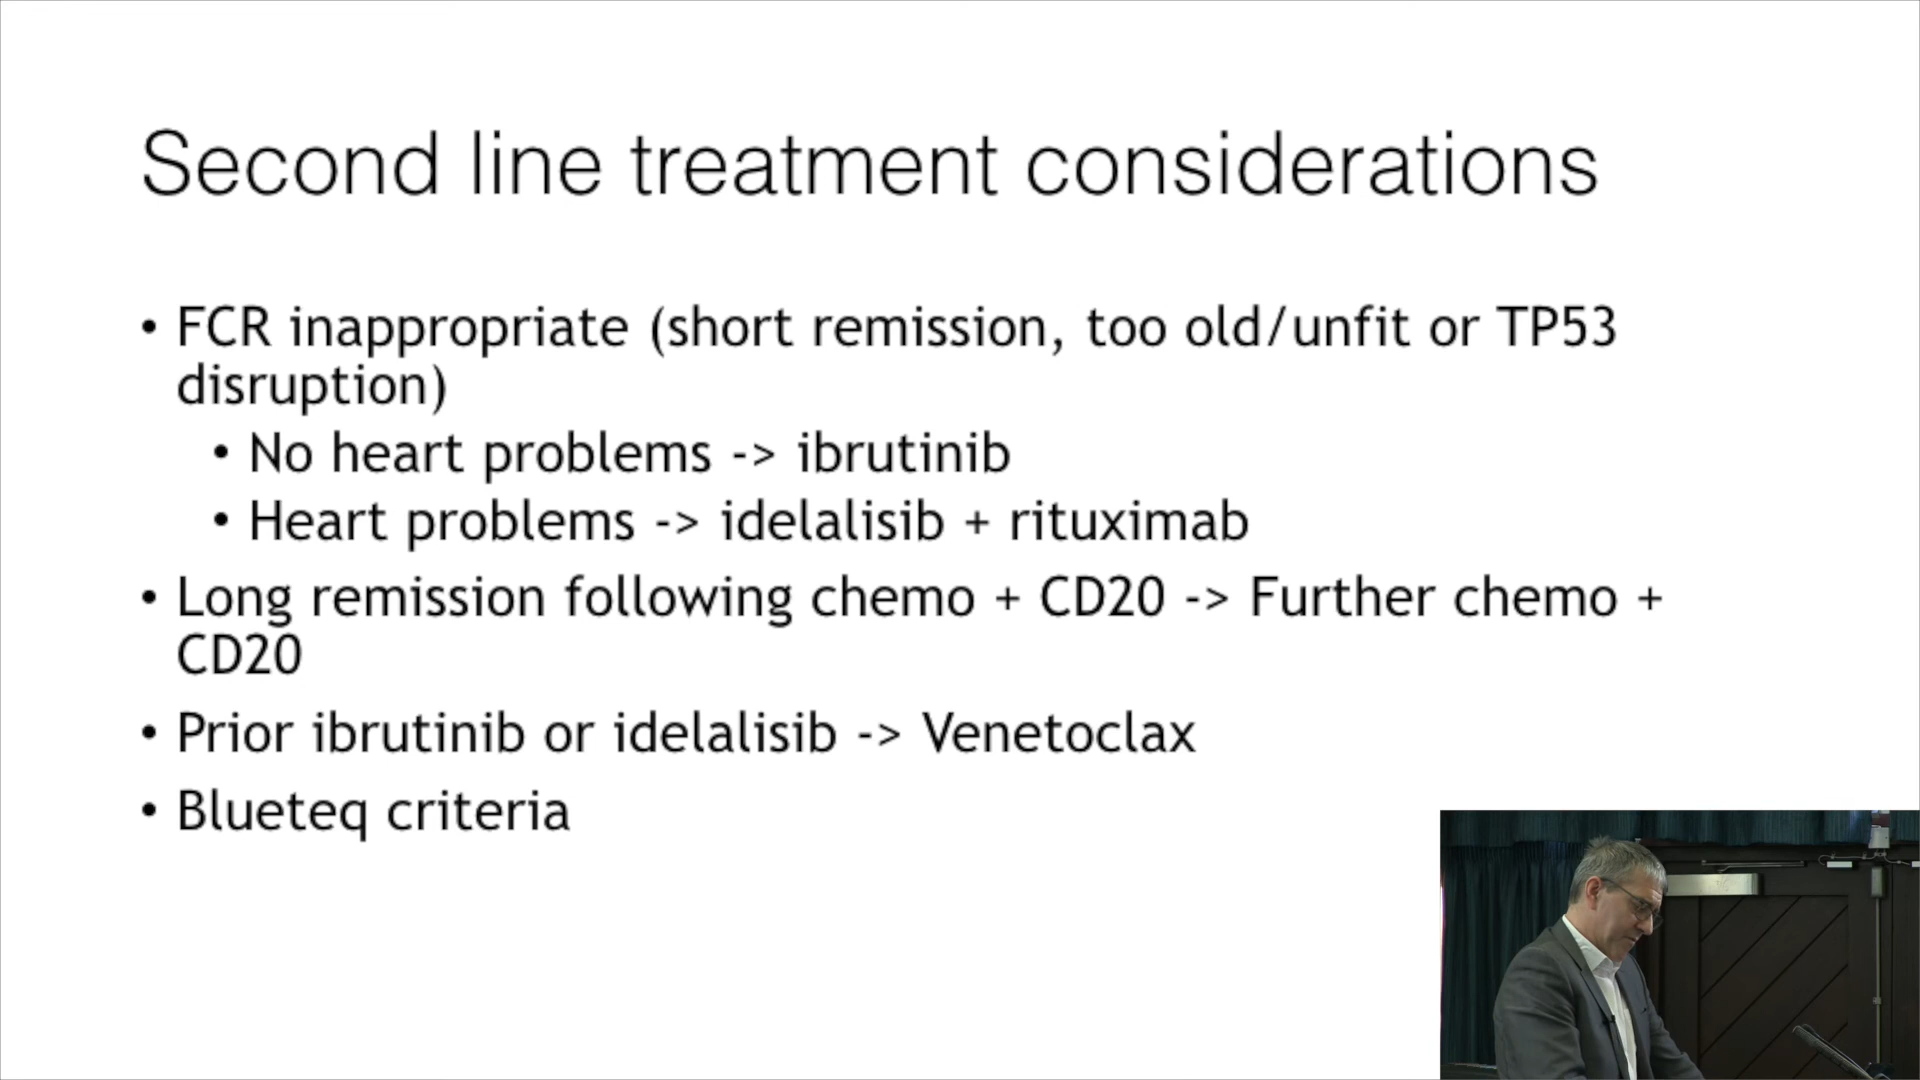 Second line treatment considerations
• FCR inappropriate (short remission, too old/unfit or TP53
disruption)
• No heart problems -> ibrutinib
• Heart problems -> idelalisib + rituximab
• Long remission following chemo + CD20 -> Further chemo +
CD20
• Prior ibrutinib or idelalisib -> Venetoclax
• Blueteq criteria